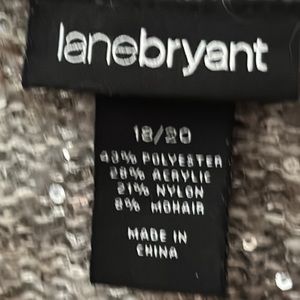 lanebryant
18/20
43% POLYESTER
28% ACRYLIC
21% NYLON
8% MOHAIR
MADE IN
CHINA